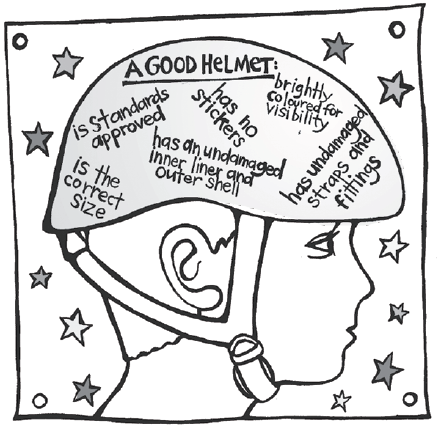 A GOOD HELMET:
is standards
approved
has no
stickers
brightly
coloured for
visibility
is the
correct
size
has an undamaged
inner liner and
outer shell
has undamaged
straps and
fittings